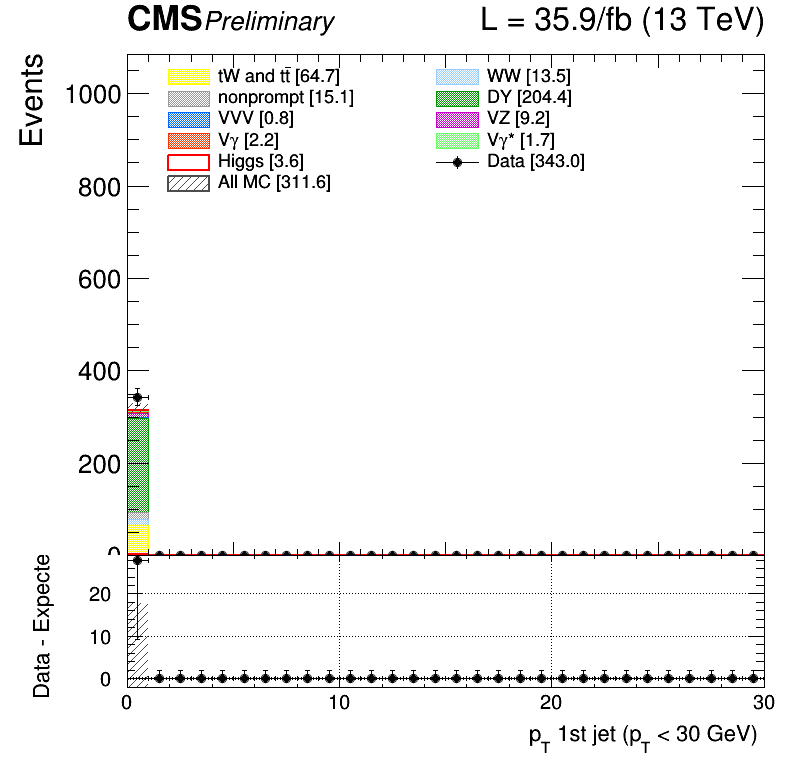 CMS Preliminary L = 35.9/fb (13 TeV)
Events
tW and tt̄ [64.7]
nonprompt [15.1]
VVV [0.8]
Vγ [2.2]
Higgs [3.6]
All MC [311.6]
WW [13.5]
DY [204.4]
VZ [9.2]
Vγ* [1.7]
Data [343.0]
1000
800
600
400
200
0
Data - Expecte
20
10
0
0 10 20 30
p_T 1st jet (p_T < 30 GeV)